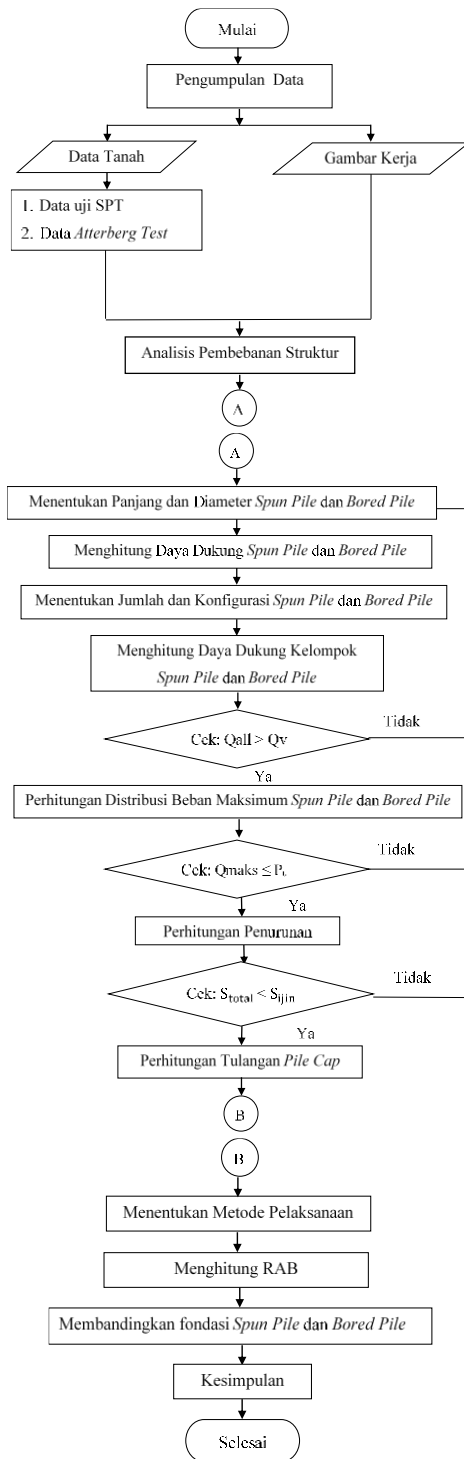 Mulai
Pengumpulan Data
Data Tanah
Gambar Kerja
1. Data uji SPT
2. Data Atterberg Test
Analisis Pembebanan Struktur
A
A
Menentukan Panjang dan Diameter Spun Pile dan Bored Pile
Menghitung Daya Dukung Spun Pile dan Bored Pile
Menentukan Jumlah dan Konfigurasi Spun Pile dan Bored Pile
Menghitung Daya Dukung Kelompok
Spun Pile dan Bored Pile
Tidak
Cek: Qall > Qv
Ya
Perhitungan Distribusi Beban Maksimum Spun Pile dan Bored Pile
Tidak
Cek: Qmaks ≤
Ya
Perhitungan Penurunan
Tidak
Cek: Stotal < Sijin
Ya
Perhitungan Tulangan Pile Cap
B
B
Menentukan Metode Pelaksanaan
Menghitung RAB
Membandingkan fondasi Spun Pile dan Bored Pile
Kesimpulan
Selesai